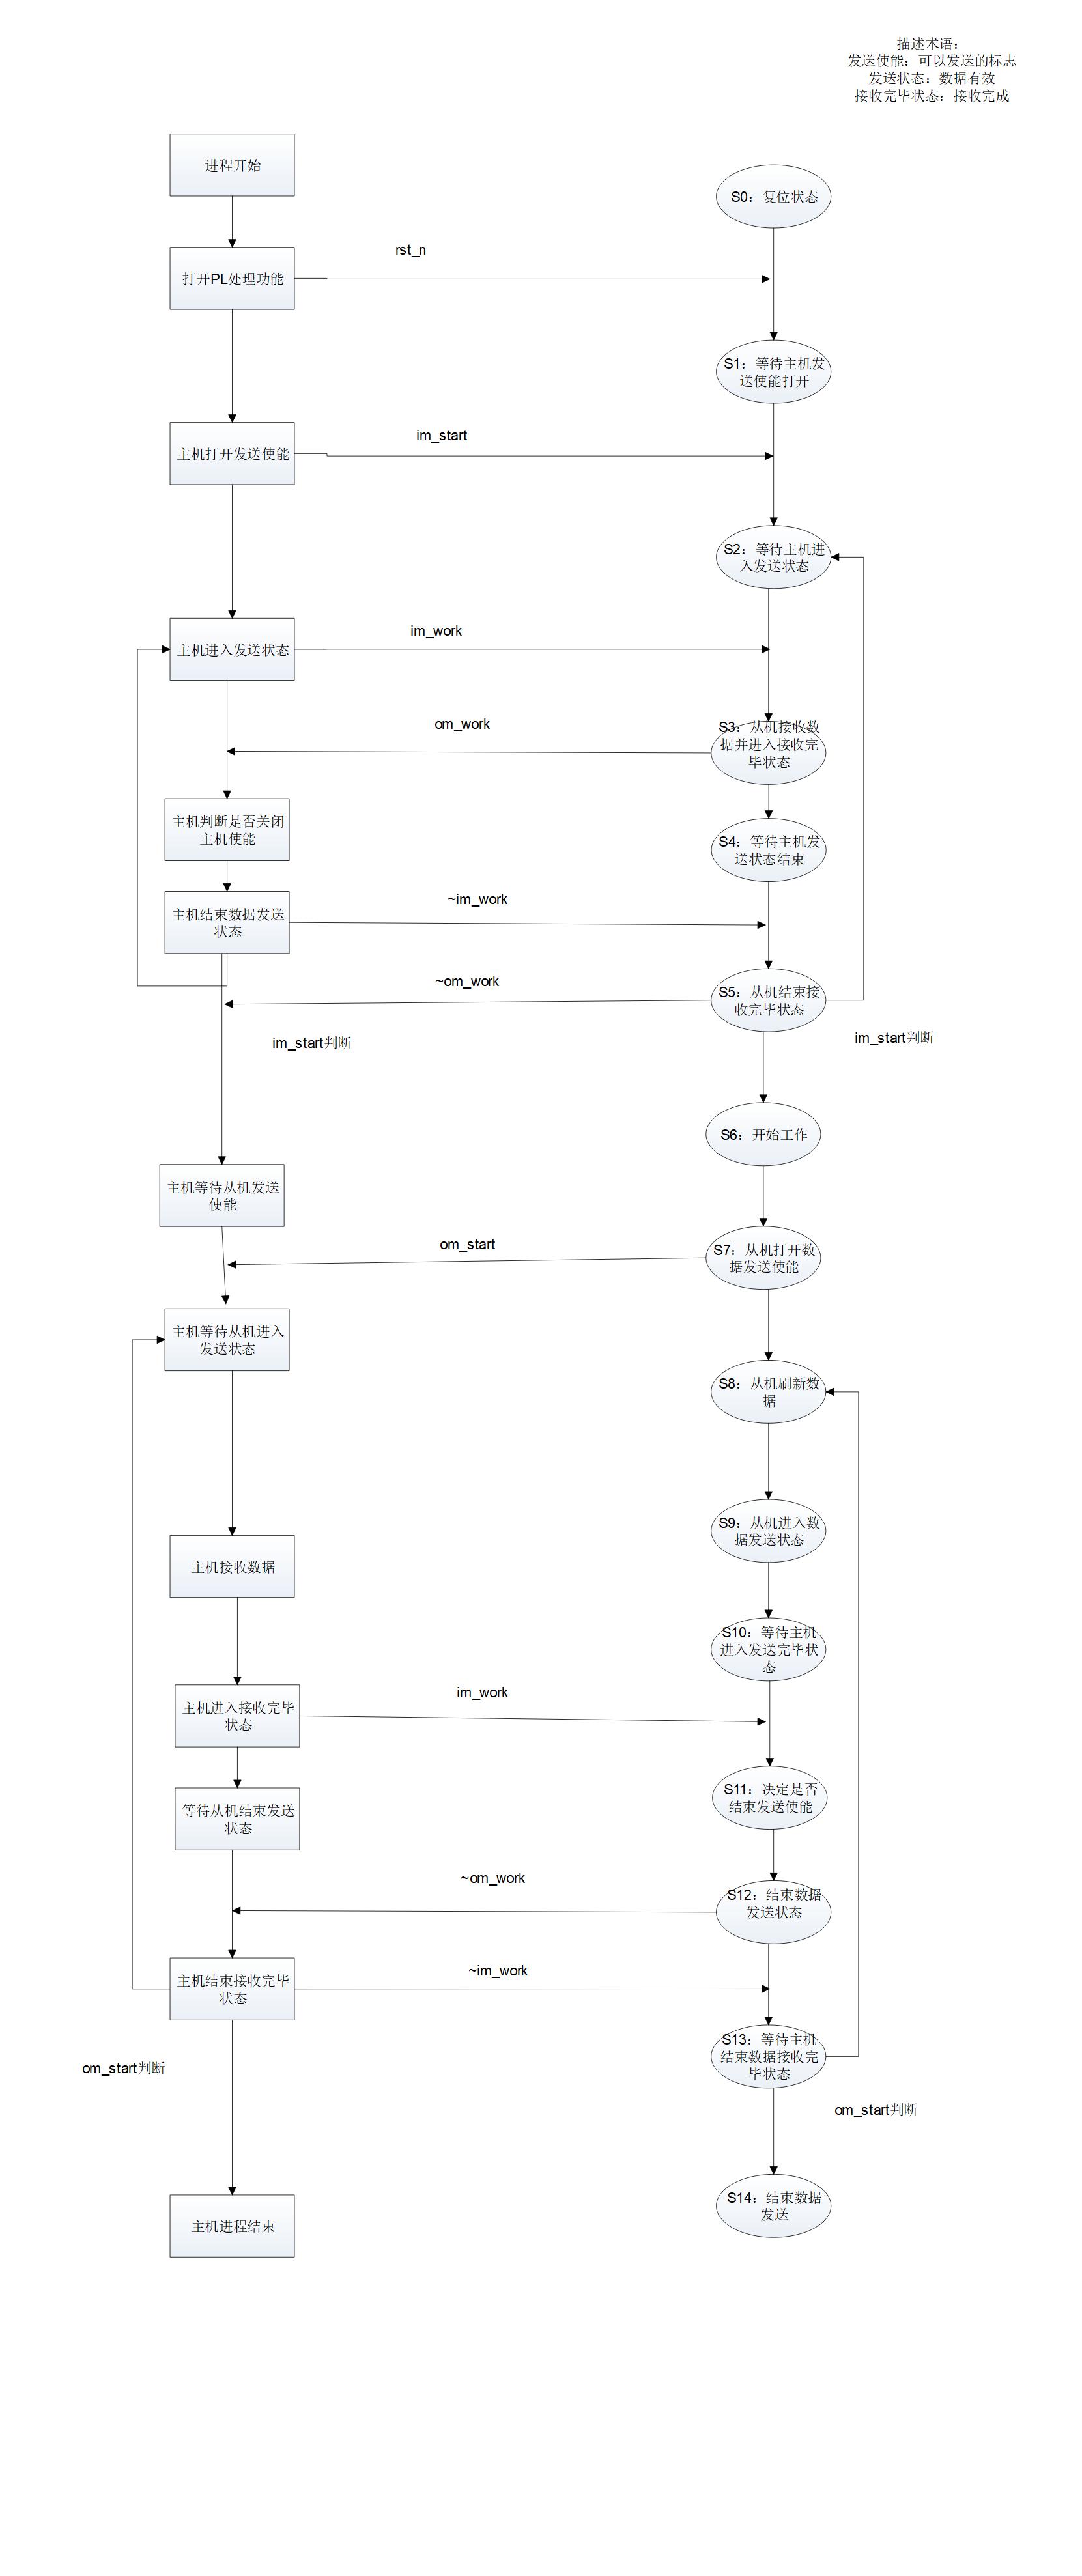 描述术语：
发送使能：可以发送的标志
发送状态：数据有效
接收完毕状态：接收完成
进程开始
S0：复位状态
rst_n
打开PL处理功能
S1：等待主机发
送使能打开
im_start
主机打开发送使能
S2：等待主机进
入发送状态
im_work
主机进入发送状态
om_work
S3：从机接收数
据并进入接收完
毕状态
主机判断是否关闭
主机使能
S4：等待主机发
送状态结束
~im_work
主机结束数据发送
状态
~om_work
S5：从机结束接
收完毕状态
im_start判断
im_start判断
S6：开始工作
主机等待从机发送
使能
om_start
S7：从机打开数
据发送使能
主机等待从机进入
发送状态
S8：从机刷新数
据
S9：从机进入数
据发送状态
主机接收数据
S10：等待主机
进入发送完毕状
态
im_work
主机进入接收完毕
状态
S11：决定是否
结束发送使能
等待从机结束发送
状态
~om_work
S12：结束数据
发送状态
~im_work
主机结束接收完毕
状态
S13：等待主机
结束数据接收完
毕状态
om_start判断
om_start判断
S14：结束数据
发送
主机进程结束